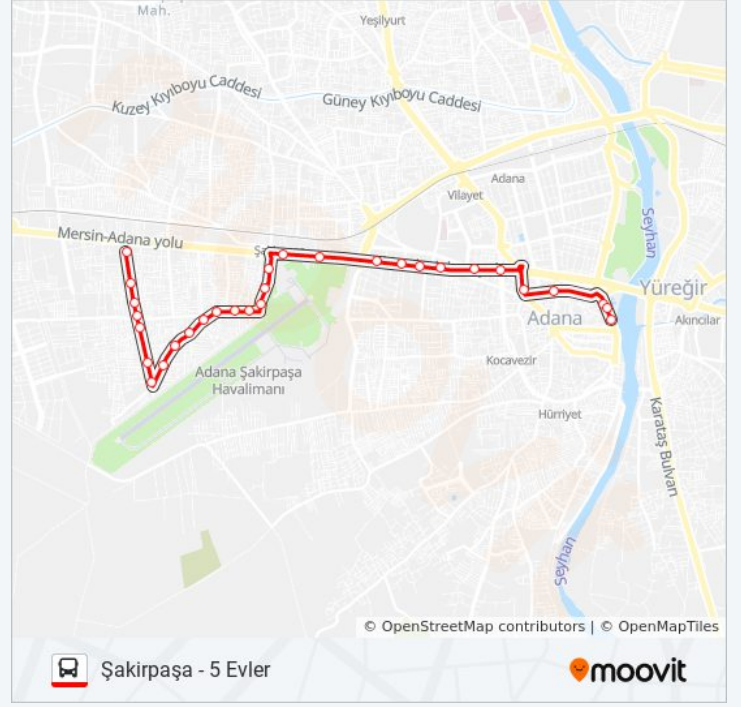 Mah.
Yeşilyurt
Kuzey Kıyıboyu Caddesi
Güney Kıyıboyu Caddesi
Adana
Vilayet
Seyhan
Mersin-Adana yolu
Yüreğir
Adana
Akıncılar
Kocavezir
Adana Şakirpaşa
Havalimanı
Hürriyet
Karataş Bulvarı
Seyhan
© OpenStreetMap contributors | © OpenMapTiles
Şakirpaşa - 5 Evler
moovit